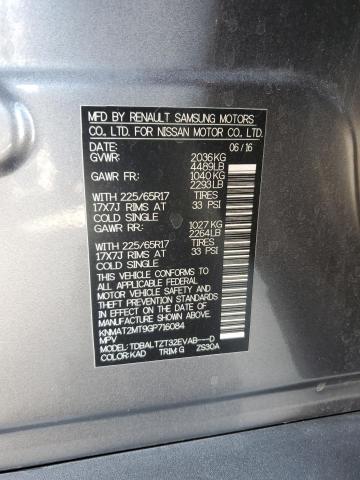 MFD BY RENAULT SAMSUNG MOTORS
CO., LTD. FOR NISSAN MOTOR CO., LTD.
DATE: 06/16
GVWR: 2036KG
4489LB
GAWR FR: 1040KG
2293LB
WITH 225/65R17 TIRES
17X7J RIMS AT 33 PSI
COLD SINGLE
GAWR RR: 1027KG
2264LB
WITH 225/65R17 TIRES
17X7J RIMS AT 33 PSI
COLD SINGLE
THIS VEHICLE CONFORMS TO
ALL APPLICABLE FEDERAL
MOTOR VEHICLE SAFETY AND
THEFT PREVENTION STANDARDS
IN EFFECT ON THE DATE OF
MANUFACTURE SHOWN ABOVE.
KNMAT2MT9GP716084
MPV
MODEL: TDBALTZT32EVAB---D
COLOR: KAD TRIM: G ZS30A